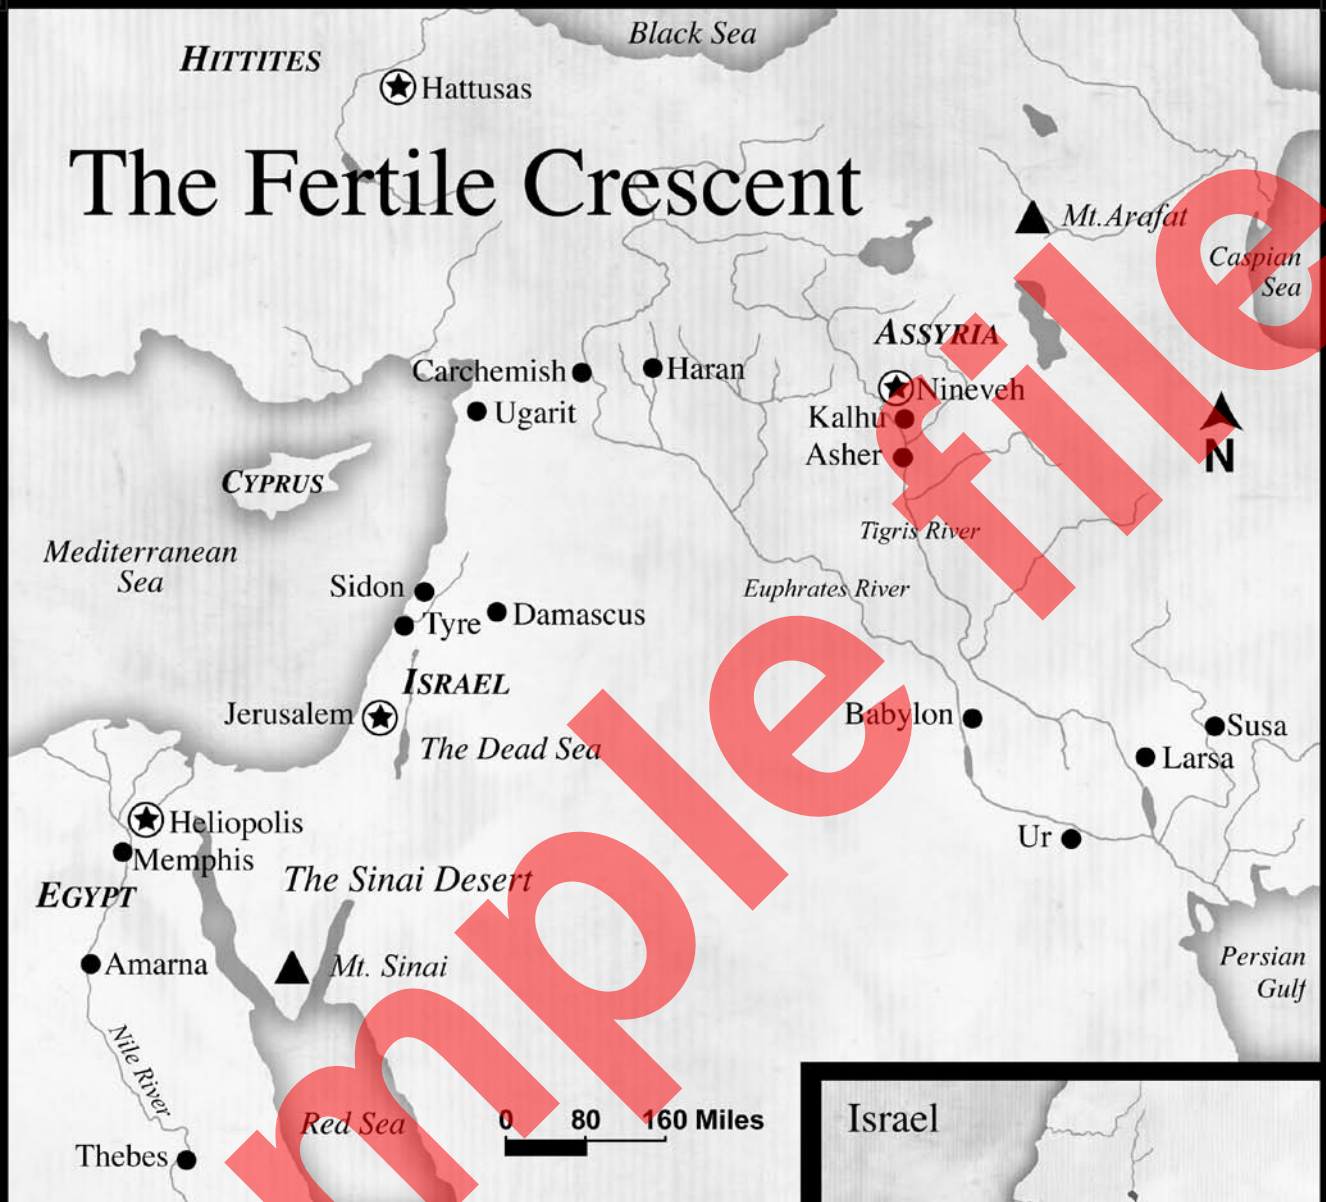 Black Sea
HITTITES
Hattusas
The Fertile Crescent
Mt.Arafat
Caspian
Sea
ASSYRIA
Carchemish
Haran
Nineveh
Ugarit
Kalhu
Asher
N
CYPRUS
Tigris River
Mediterranean
Sea
Euphrates River
Sidon
Tyre
Damascus
ISRAEL
Jerusalem
Babylon
Susa
The Dead Sea
Larsa
Heliopolis
Ur
Memphis
The Sinai Desert
EGYPT
Amarna
Mt. Sinai
Persian
Gulf
Nile River
Red Sea
0 80 160 Miles
Israel
Thebes
mple file